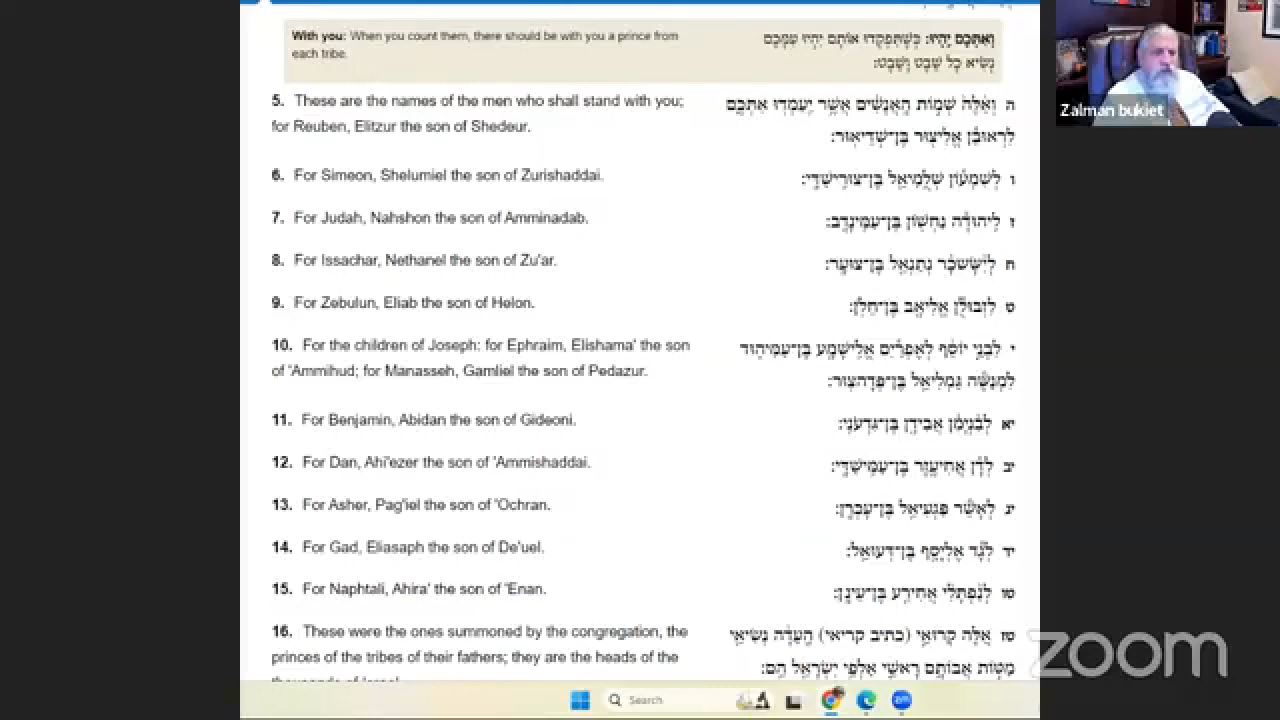 With you: When you count them, there should be with you a prince from
each tribe.
וְאִתְּכֶם יִהְיוּ: כְּשֶׁתִּפְקְדוּ אוֹתָם יִהְיוּ עִמָּכֶם
נְשִׂיא כָּל שֵׁבֶט וְשֵׁבֶט:
5. These are the names of the men who shall stand with you;
for Reuben, Elitzur the son of Shedeur.
ה וְאֵלֶּה שְׁמוֹת הָאֲנָשִׁים אֲשֶׁר יַעַמְדוּ אִתְּכֶם
לִרְאוּבֵן אֱלִיצוּר בֶּן־שְׁדֵיאוּר:
6. For Simeon, Shelumiel the son of Zurishaddai.
ו לְשִׁמְעוֹן שְׁלֻמִיאֵל בֶּן־צוּרִישַׁדָּי:
7. For Judah, Nahshon the son of Amminadab.
ז לִיהוּדָה נַחְשׁוֹן בֶּן־עַמִּינָדָב:
8. For Issachar, Nethanel the son of Zu'ar.
ח לְיִשָּׂשכָר נְתַנְאֵל בֶּן־צוּעָר:
9. For Zebulun, Eliab the son of Helon.
ט לִזְבוּלֻן אֱלִיאָב בֶּן־חֵלֹן:
10. For the children of Joseph: for Ephraim, Elishama' the son
of 'Ammihud; for Manasseh, Gamliel the son of Pedazur.
י לִבְנֵי יוֹסֵף לְאֶפְרַיִם אֱלִישָׁמָע בֶּן־עַמִּיהוּד
לִמְנַשֶּׁה גַּמְלִיאֵל בֶּן־פְּדָהצוּר:
11. For Benjamin, Abidan the son of Gideoni.
יא לְבִנְיָמִן אֲבִידָן בֶּן־גִּדְעֹנִי:
12. For Dan, Ahi'ezer the son of 'Ammishaddai.
יב לְדָן אֲחִיעֶזֶר בֶּן־עַמִּישַׁדָּי:
13. For Asher, Pag'iel the son of 'Ochran.
יג לְאָשֵׁר פַּגְעִיאֵל בֶּן־עָכְרָן:
14. For Gad, Eliasaph the son of De'uel.
יד לְגָד אֶלְיָסָף בֶּן־דְּעוּאֵל:
15. For Naphtali, Ahira' the son of 'Enan.
טו לְנַפְתָּלִי אֲחִירַע בֶּן־עֵינָן:
16. These were the ones summoned by the congregation, the
princes of the tribes of their fathers; they are the heads of the
טז אֵלֶּה קְרוּאֵי (כתיב קריאי) הָעֵדָה נְשִׂיאֵי
מַטּוֹת אֲבוֹתָם רָאשֵׁי אַלְפֵי יִשְׂרָאֵל הֵם:
Search
Zalman bukiet
zoom